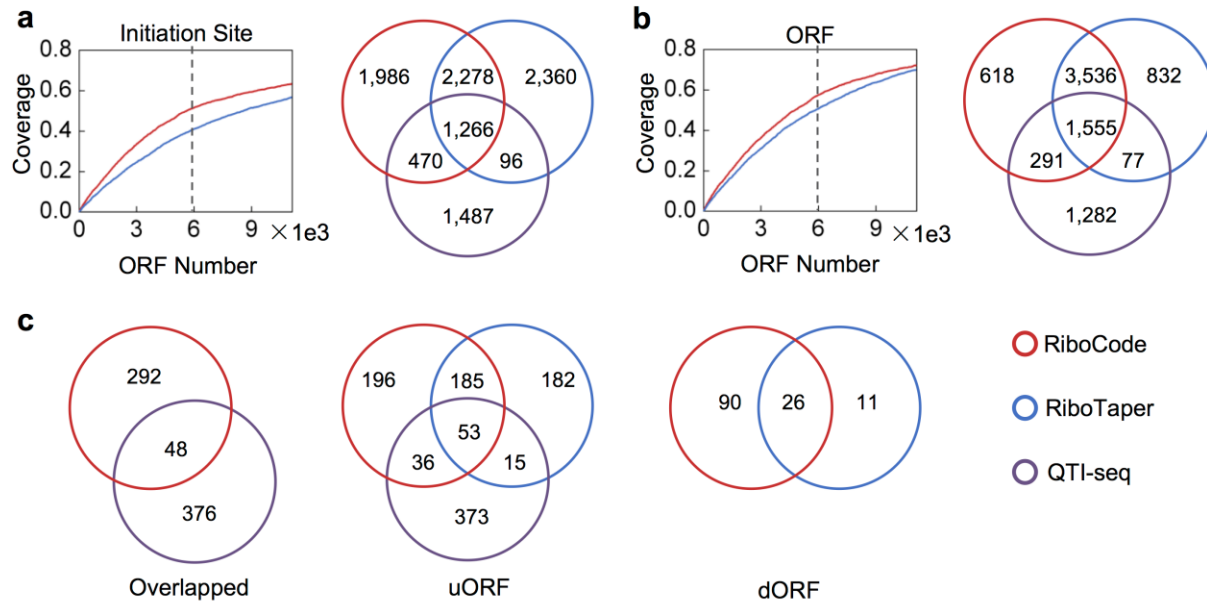 a
Initiation Site
Coverage
0.8
0.6
0.4
0.2
0.0
0 3 6 9 ×1e3
ORF Number
1,986 2,278 2,360
1,266
470 96
1,487
b
ORF
Coverage
0.8
0.6
0.4
0.2
0.0
0 3 6 9 ×1e3
ORF Number
618 3,536 832
1,555
291 77
1,282
c
292
48
376
Overlapped
196 185 182
53
36 15
373
uORF
90 26 11
dORF
RiboCode
RiboTaper
QTI-seq